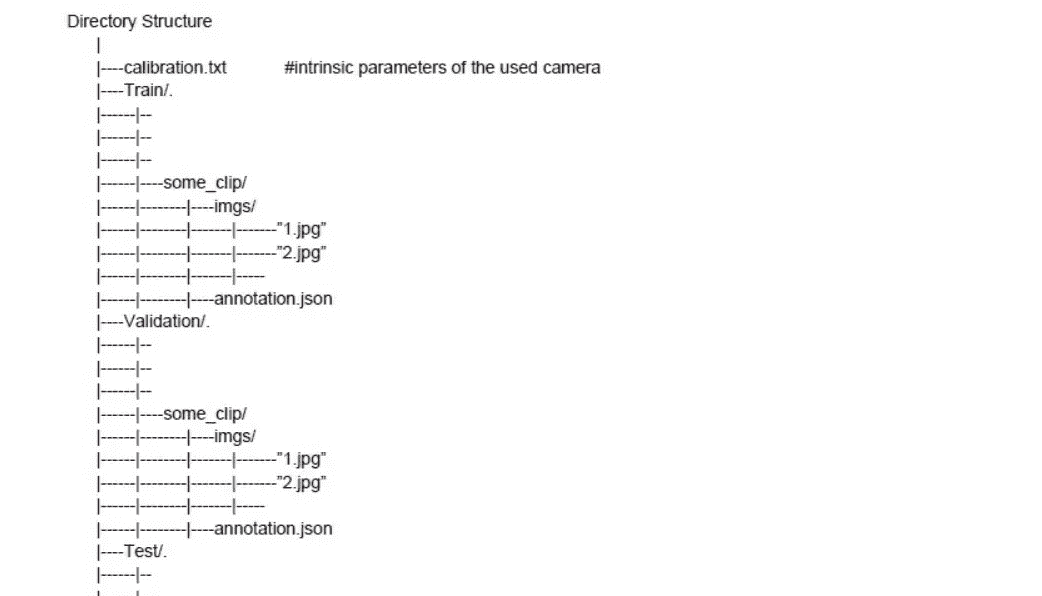 Directory Structure
|
|----calibration.txt #intrinsic parameters of the used camera
|----Train/.
|------|--
|------|--
|------|--
|------|----some_clip/
|------|--------|----imgs/
|------|--------|-------|-------"1.jpg"
|------|--------|-------|-------"2.jpg"
|------|--------|-------|-----
|------|--------|----annotation.json
|----Validation/.
|------|--
|------|--
|------|--
|------|----some_clip/
|------|--------|----imgs/
|------|--------|-------|-------"1.jpg"
|------|--------|-------|-------"2.jpg"
|------|--------|-------|-----
|------|--------|----annotation.json
|----Test/.
|------|--